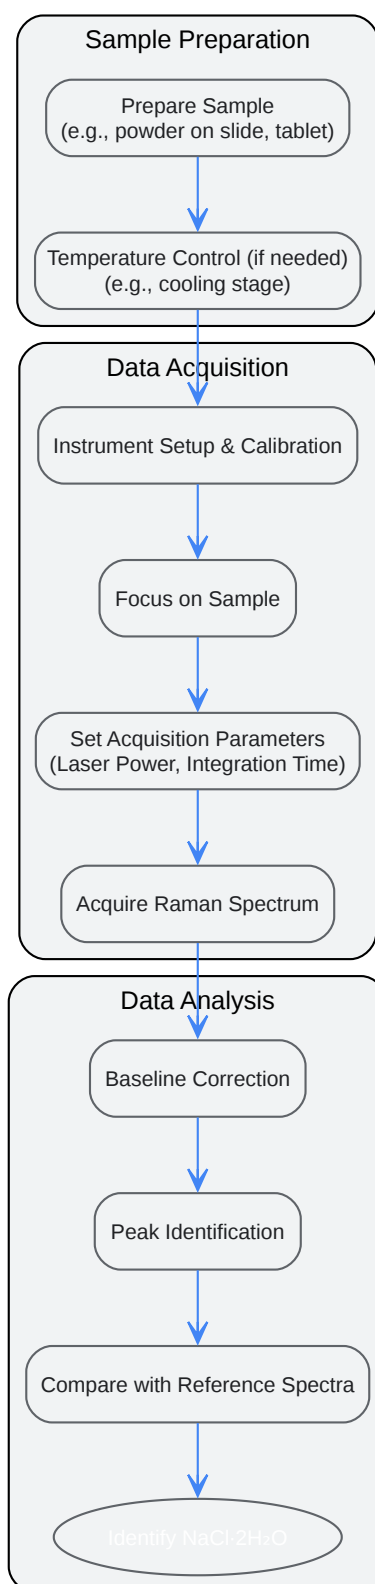 Sample Preparation
Prepare Sample
(e.g., powder on slide, tablet)
Temperature Control (if needed)
(e.g., cooling stage)
Data Acquisition
Instrument Setup & Calibration
Focus on Sample
Set Acquisition Parameters
(Laser Power, Integration Time)
Acquire Raman Spectrum
Data Analysis
Baseline Correction
Peak Identification
Compare with Reference Spectra
Identify NaCl·2H₂O